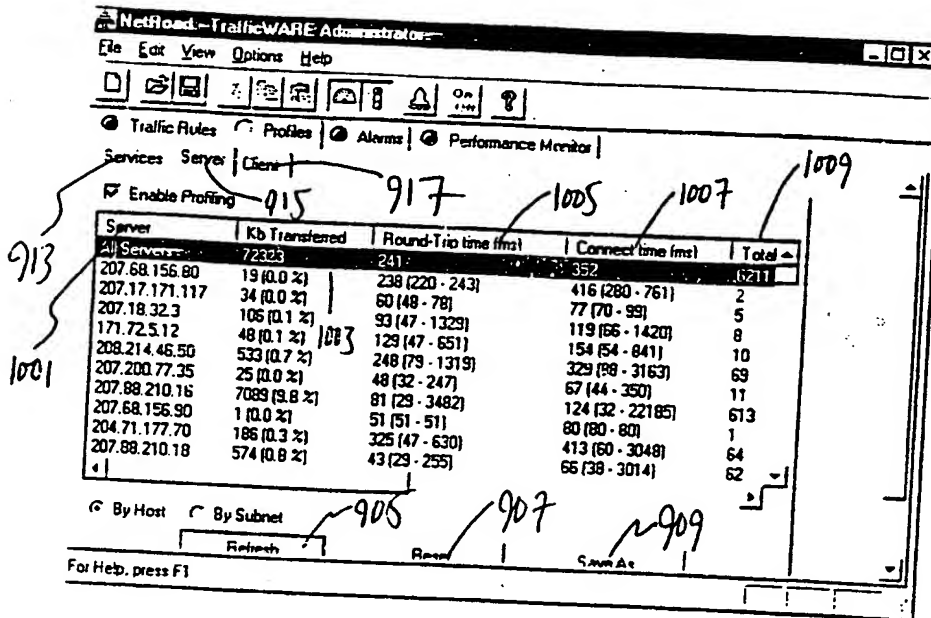 NetRoad - TrafficWARE Administrator
File Edit View Options Help
On
Traffic Rules Profiles Alarms Performance Monitor
1009
Services Server Client
1005 1007
Enable Profiling 915 917
913
Server Kb Transferred Round-Trip time (ms) Connect time (ms) Total
All Servers 72323 241 352 6211
207.68.156.80 19 (0.0 %) 238 (220 - 243) 416 (280 - 761) 2
207.17.171.117 34 (0.0 %) 60 (48 - 78) 77 (70 - 99) 5
207.18.32.3 106 (0.1 %) 93 (47 - 1329) 119 (66 - 1420) 8
171.72.5.12 48 (0.1 %) 1003 129 (47 - 651) 154 (54 - 841) 10
1001
208.214.46.50 533 (0.7 %) 248 (79 - 1319) 329 (98 - 3163) 69
207.200.77.35 25 (0.0 %) 48 (32 - 247) 67 (44 - 350) 11
207.88.210.16 7089 (9.8 %) 81 (29 - 3482) 124 (32 - 22185) 613
207.68.156.90 1 (0.0 %) 51 (51 - 51) 80 (80 - 80) 1
204.71.177.70 186 (0.3 %) 325 (47 - 630) 413 (60 - 3048) 64
207.88.210.18 574 (0.8 %) 43 (29 - 255) 66 (38 - 3014) 62
By Host By Subnet 905 907 909
Refresh Reset Save As
For Help, press F1